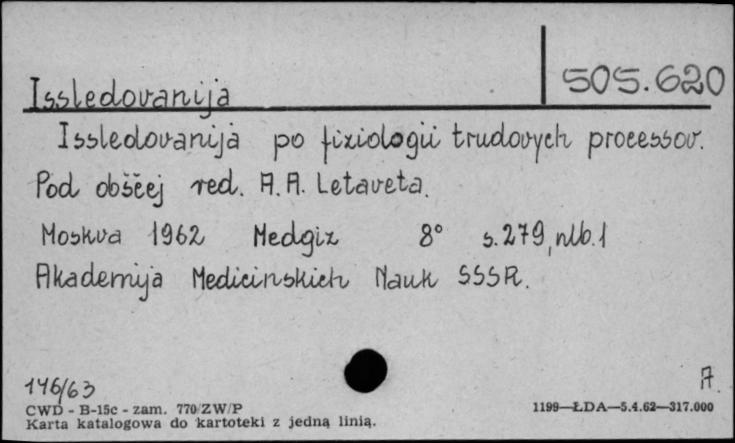 505.620
Issledovanija
Issledovanija po fiziologii trudovych processov.
Pod obščej red. A. A. Letaveta.
Moskva 1962 Medgiz 8° s. 279, nlb. 1
Akademija Medicinskich Nauk SSSR.
146/63
A.
CWD - B-15c - zam. 770/ZW/P
1199—ŁDA—5.4.62—317.000
Karta katalogowa do kartoteki z jedną linią.